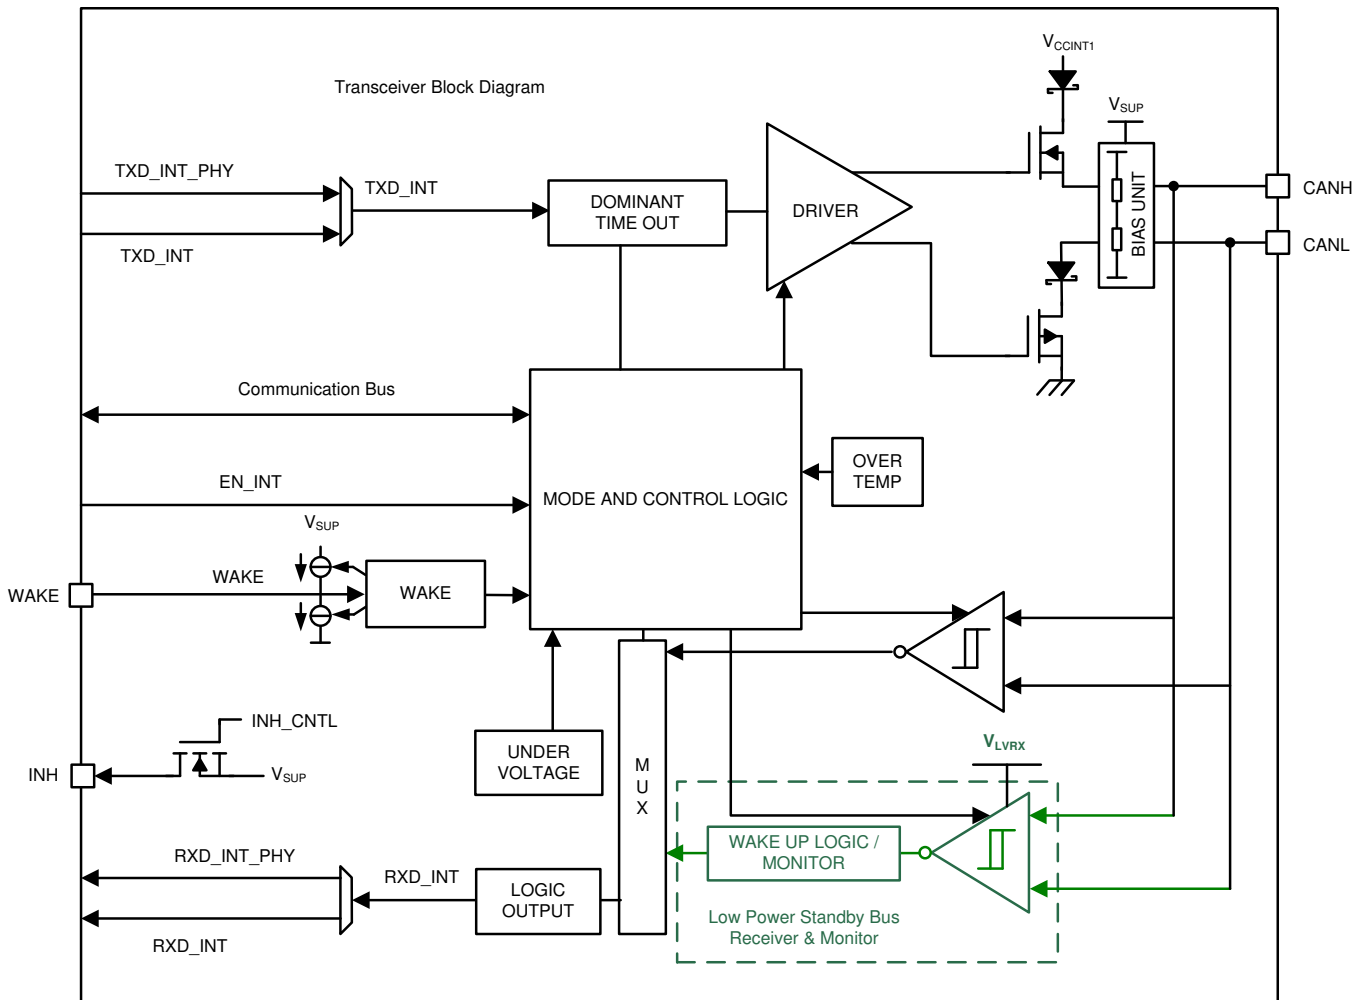 Transceiver Block Diagram
VCCINT1
VSUP
TXD_INT_PHY
TXD_INT
TXD_INT
DOMINANT
TIME OUT
DRIVER
BIAS UNIT
CANH
CANL
Communication Bus
EN_INT
MODE AND CONTROL LOGIC
OVER
TEMP
VSUP
WAKE
WAKE
WAKE
INH_CNTL
INH
VSUP
UNDER
VOLTAGE
M
U
X
VLVRX
WAKE UP LOGIC /
MONITOR
RXD_INT_PHY
RXD_INT
RXD_INT
LOGIC
OUTPUT
Low Power Standby Bus
Receiver & Monitor